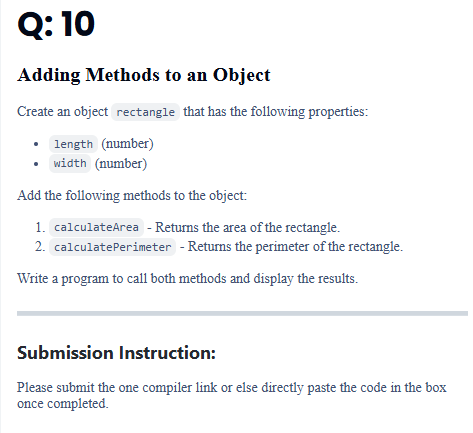 Q: 10
Adding Methods to an Object
Create an object rectangle that has the following properties:
• length (number)
• width (number)
Add the following methods to the object:
1. calculateArea - Returns the area of the rectangle.
2. calculatePerimeter - Returns the perimeter of the rectangle.
Write a program to call both methods and display the results.
Submission Instruction:
Please submit the one compiler link or else directly paste the code in the box
once completed.